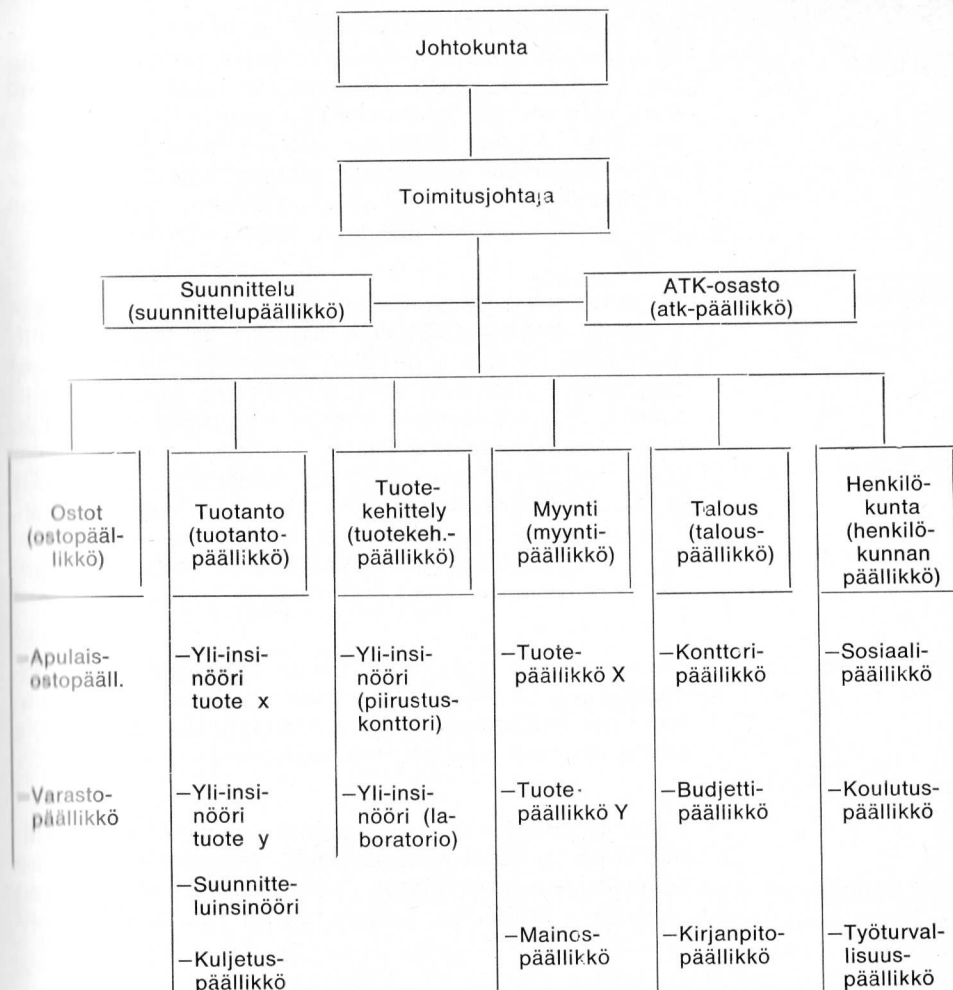 Johtokunta
Toimitusjohtaja
Suunnittelu
(suunnittelupäällikkö)
ATK-osasto
(atk-päällikkö)
Ostot
(ostopääl-
likkö)
Tuotanto
(tuotanto-
päällikkö)
Tuote-
kehittely
(tuotekeh.-
päällikkö)
Myynti
(myynti-
päällikkö)
Talous
(talous-
päällikkö)
Henkilö-
kunta
(henkilö-
kunnan
päällikkö)
–Apulais-
ostopääll.
–Varasto-
päällikkö
–Yli-insi-
nööri
tuote x
–Yli-insi-
nööri
tuote y
–Suunnitte-
luinsinööri
–Kuljetus-
päällikkö
–Yli-insi-
nööri
(piirustus-
konttori)
–Yli-insi-
nööri (la-
boratorio)
–Tuote-
päällikkö X
–Tuote-
päällikkö Y
–Mainos-
päällikkö
–Konttori-
päällikkö
–Budjetti-
päällikkö
–Kirjanpito-
päällikkö
–Sosiaali-
päällikkö
–Koulutus-
päällikkö
–Työturval-
lisuus-
päällikkö